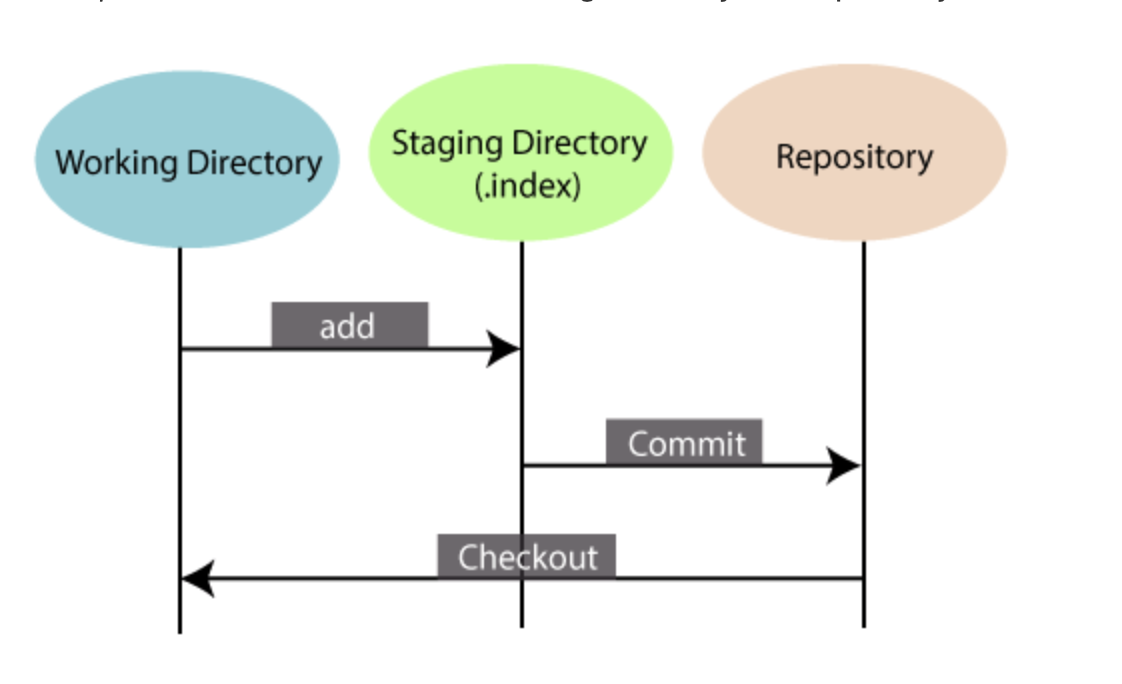 Working Directory
Staging Directory
(.index)
Repository
add
Commit
Checkout